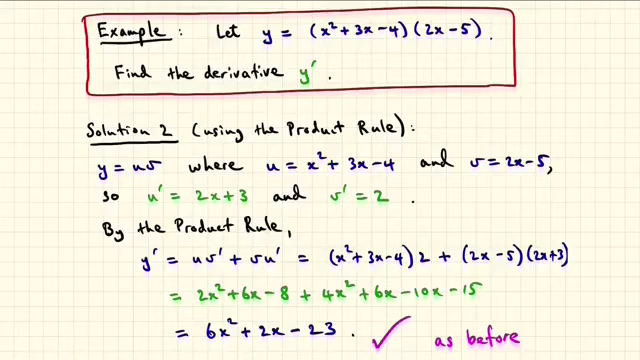 Example : Let y = (x² + 3x - 4)(2x - 5).
Find the derivative y′.
Solution 2 (using the Product Rule):
y = uv where u = x² + 3x - 4 and v = 2x - 5,
so u′ = 2x + 3 and v′ = 2.
By the Product Rule,
y′ = uv′ + vu′ = (x² + 3x - 4) 2 + (2x - 5)(2x + 3)
= 2x² + 6x - 8 + 4x² + 6x - 10x - 15
= 6x² + 2x - 23. ✓ as before